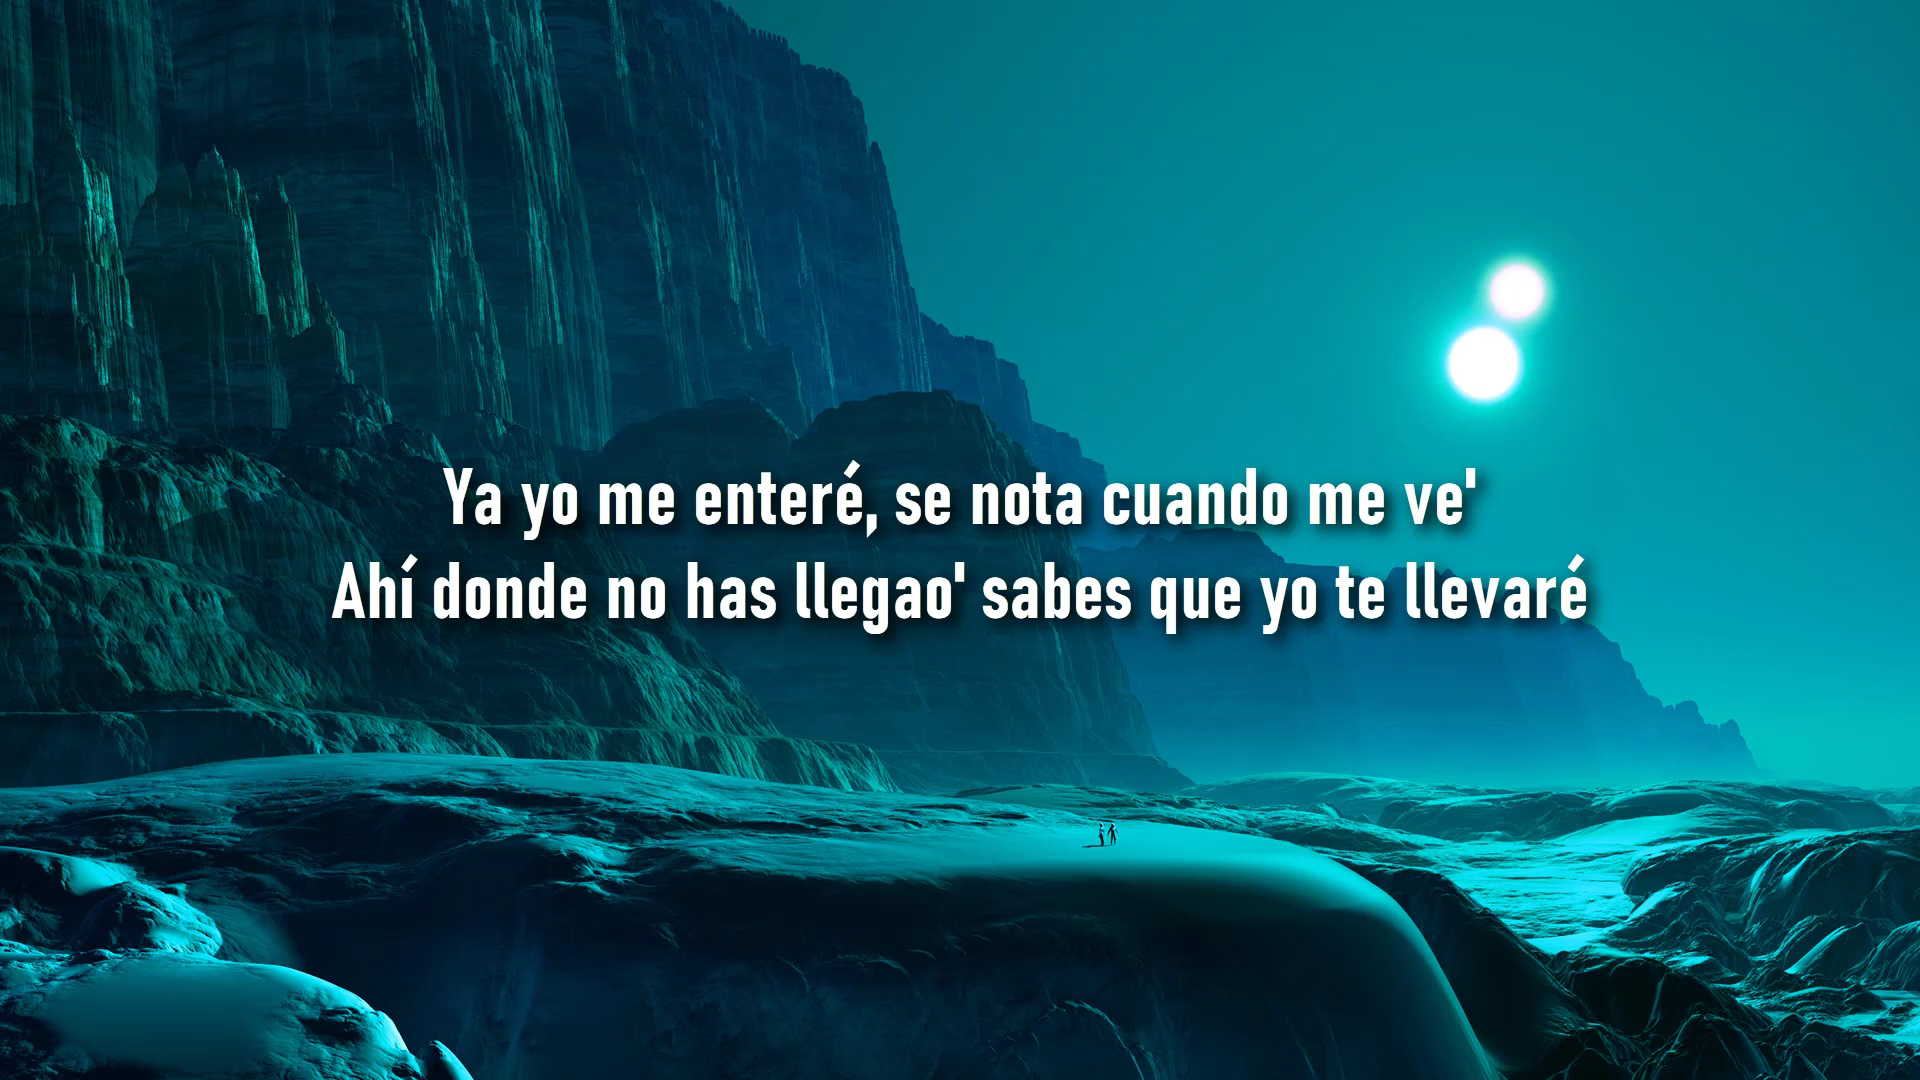 Ya yo me enteré, se nota cuando me ve'
Ahí donde no has llegao' sabes que yo te llevaré